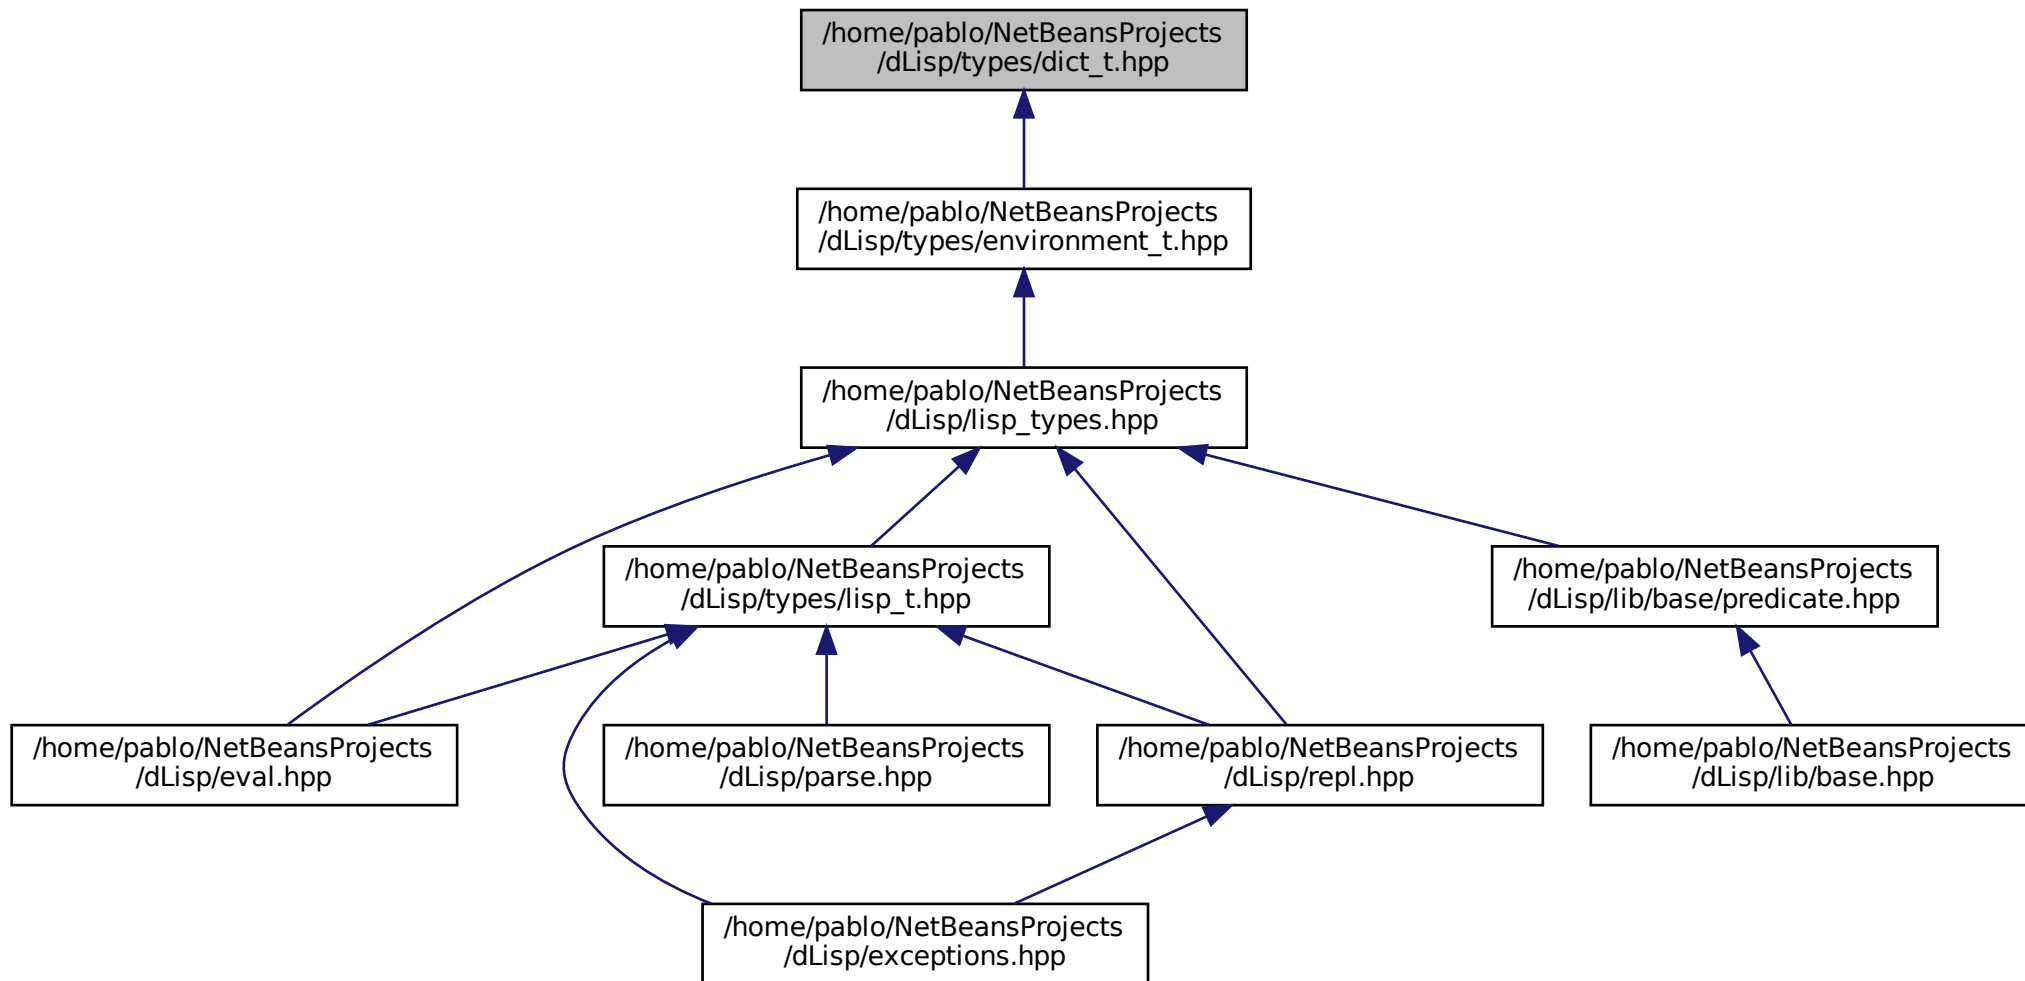 /home/pablo/NetBeansProjects
/dLisp/types/dict_t.hpp
/home/pablo/NetBeansProjects
/dLisp/types/environment_t.hpp
/home/pablo/NetBeansProjects
/dLisp/lisp_types.hpp
/home/pablo/NetBeansProjects
/dLisp/types/lisp_t.hpp
/home/pablo/NetBeansProjects
/dLisp/lib/base/predicate.hpp
/home/pablo/NetBeansProjects
/dLisp/eval.hpp
/home/pablo/NetBeansProjects
/dLisp/parse.hpp
/home/pablo/NetBeansProjects
/dLisp/repl.hpp
/home/pablo/NetBeansProjects
/dLisp/lib/base.hpp
/home/pablo/NetBeansProjects
/dLisp/exceptions.hpp